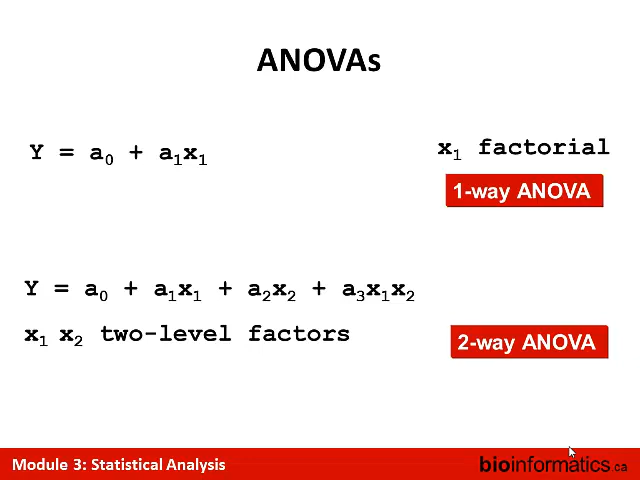 ANOVAs
Y = a₀ + a₁x₁
x₁ factorial
1-way ANOVA
Y = a₀ + a₁x₁ + a₂x₂ + a₃x₁x₂
x₁ x₂ two-level factors
2-way ANOVA
Module 3: Statistical Analysis
bioinformatics.ca